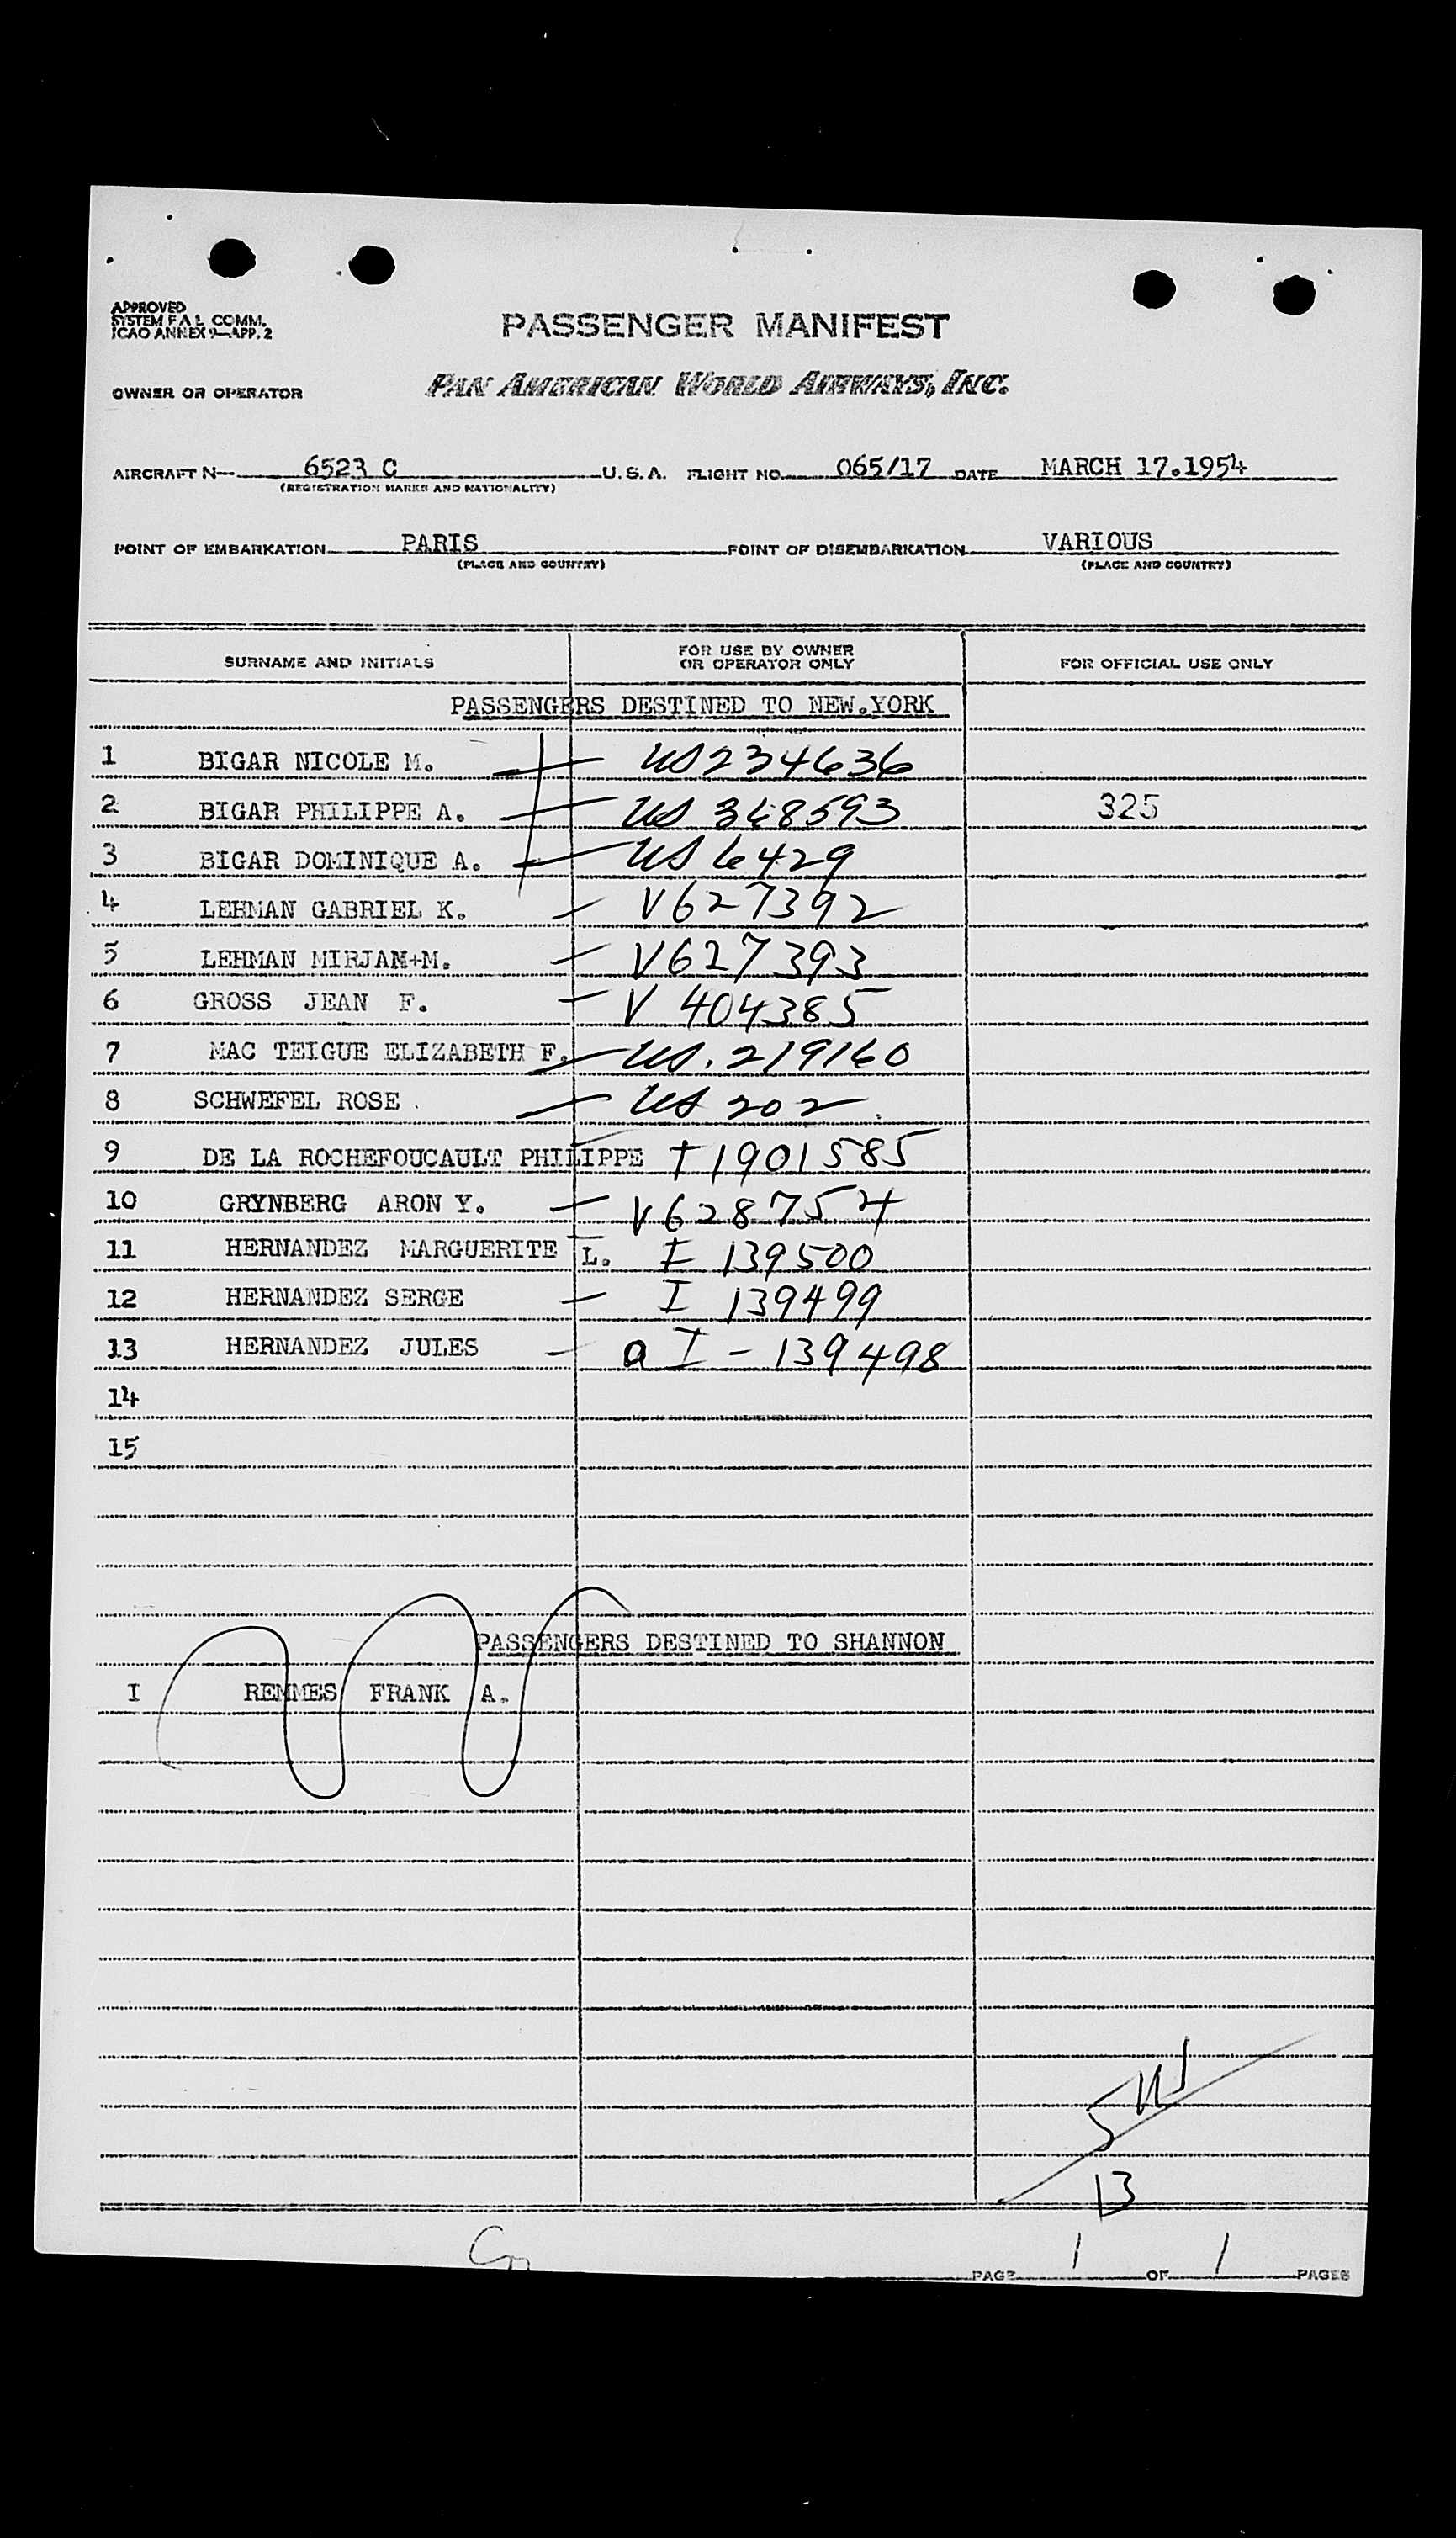 APPROVED
SYSTEM F A L COMM.
ICAO ANNEX 9—APP. 2
PASSENGER MANIFEST
OWNER OR OPERATOR PAN AMERICAN WORLD AIRWAYS, INC.
AIRCRAFT N— 6523 C U. S. A. FLIGHT NO. 065/17 DATE MARCH 17.1954
(REGISTRATION MARKS AND NATIONALITY)
POINT OF EMBARKATION PARIS POINT OF DISEMBARKATION VARIOUS
(PLACE AND COUNTRY) (PLACE AND COUNTRY)
SURNAME AND INITIALS FOR USE BY OWNER OR OPERATOR ONLY FOR OFFICIAL USE ONLY
PASSENGERS DESTINED TO NEW.YORK
1 BIGAR NICOLE M. US 234636
2 BIGAR PHILIPPE A. US 348593 325
3 BIGAR DOMINIQUE A. US 6429
4 LEHMAN GABRIEL K. V627392
5 LEHMAN MIRJAM+M. V627393
6 GROSS JEAN F. V 404385
7 MAC TEIGUE ELIZABETH F. US. 219160
8 SCHWEFEL ROSE . US 202
9 DE LA ROCHEFOUCAULT PHILIPPE T 1901585
10 GRYNBERG ARON Y. V628754
11 HERNANDEZ MARGUERITE L. I 139500
12 HERNANDEZ SERGE I 139499
13 HERNANDEZ JULES a I - 139498
14
15
PASSENGERS DESTINED TO SHANNON
I REMMES FRANK A.
5 US
13
PAGE 1 OF 1 PAGES